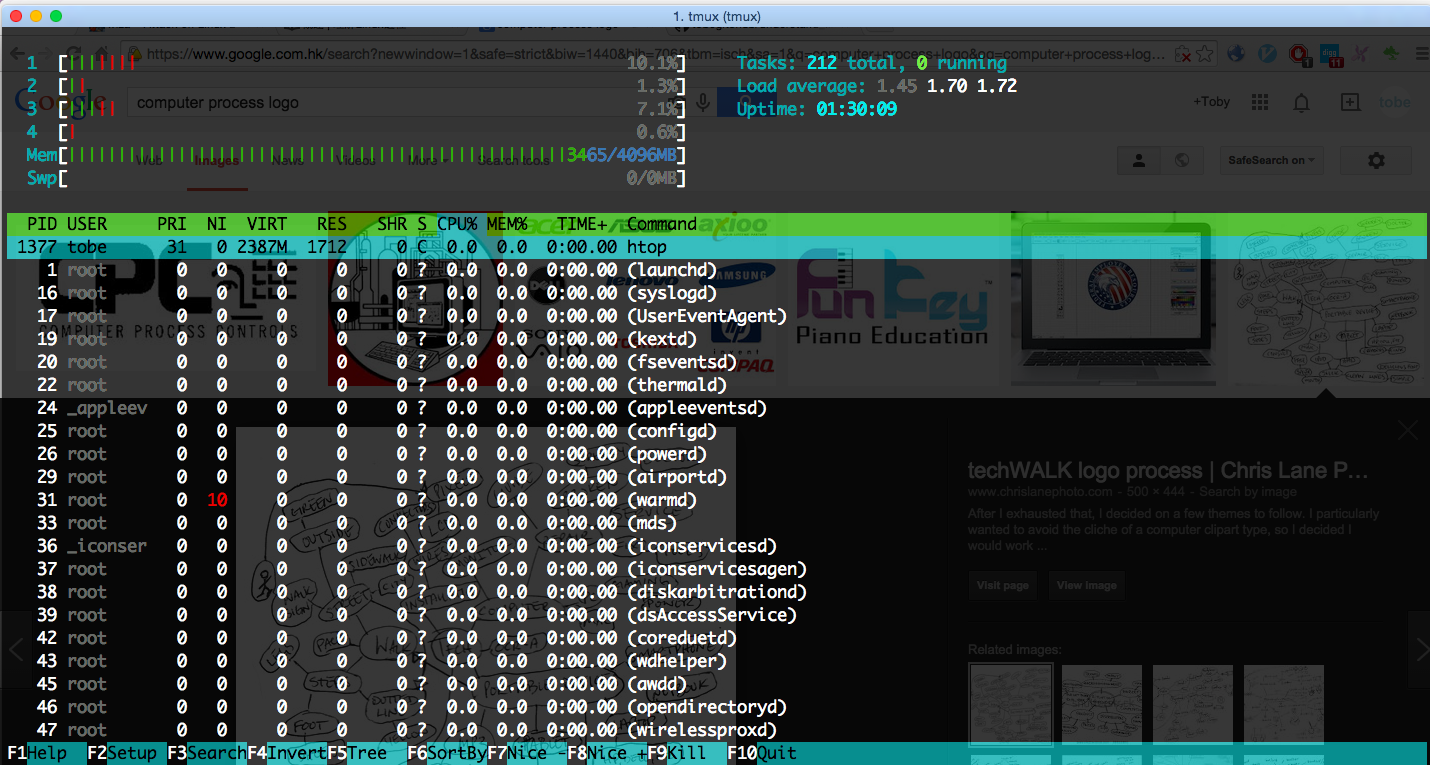 1. tmux (tmux)
https://www.google.com.hk/search?newwindow=1&safe=strict&biw=1440&bih=706&tbm=isch&sa=1&q=computer+process+logo&oq=computer+process+log...
1 [|||||||| 10.1%] Tasks: 212 total, 0 running
2 [|| 1.3%] Load average: 1.45 1.70 1.72
3 [|||||| 7.1%] Uptime: 01:30:09
4 [| 0.6%]
Google computer process logo +Toby tobe
Mem[||||||||||||||||||||||||||||||||||||||||||||||||||3465/4096MB]
Web Images News Videos More Search tools SafeSearch on
Swp[ 0/0MB]
PID USER PRI NI VIRT RES SHR S CPU% MEM% TIME+ Command
1377 tobe 31 0 2387M 1712 0 C 0.0 0.0 0:00.00 htop
1 root 0 0 0 0 0 ? 0.0 0.0 0:00.00 (launchd)
16 root 0 0 0 0 0 ? 0.0 0.0 0:00.00 (syslogd)
17 root 0 0 0 0 0 ? 0.0 0.0 0:00.00 (UserEventAgent)
19 root 0 0 0 0 0 ? 0.0 0.0 0:00.00 (kextd)
20 root 0 0 0 0 0 ? 0.0 0.0 0:00.00 (fseventsd)
22 root 0 0 0 0 0 ? 0.0 0.0 0:00.00 (thermald)
24 _appleev 0 0 0 0 0 ? 0.0 0.0 0:00.00 (appleeventsd)
25 root 0 0 0 0 0 ? 0.0 0.0 0:00.00 (configd)
26 root 0 0 0 0 0 ? 0.0 0.0 0:00.00 (powerd)
29 root 0 0 0 0 0 ? 0.0 0.0 0:00.00 (airportd)
31 root 0 10 0 0 0 ? 0.0 0.0 0:00.00 (warmd)
33 root 0 0 0 0 0 ? 0.0 0.0 0:00.00 (mds)
36 _iconser 0 0 0 0 0 ? 0.0 0.0 0:00.00 (iconservicesd)
37 root 0 0 0 0 0 ? 0.0 0.0 0:00.00 (iconservicesagen)
38 root 0 0 0 0 0 ? 0.0 0.0 0:00.00 (diskarbitrationd)
39 root 0 0 0 0 0 ? 0.0 0.0 0:00.00 (dsAccessService)
42 root 0 0 0 0 0 ? 0.0 0.0 0:00.00 (coreduetd)
43 root 0 0 0 0 0 ? 0.0 0.0 0:00.00 (wdhelper)
45 root 0 0 0 0 0 ? 0.0 0.0 0:00.00 (awdd)
46 root 0 0 0 0 0 ? 0.0 0.0 0:00.00 (opendirectoryd)
47 root 0 0 0 0 0 ? 0.0 0.0 0:00.00 (wirelessproxd)
F1Help F2Setup F3SearchF4InvertF5Tree F6SortByF7Nice -F8Nice +F9Kill F10Quit
CPC
COMPUTER PROCESS CONTROLS
acer ASUS axioo
lenovo SAMSUNG
DELL
SONY
VAIO
hp
invent
COMPAQ
Fun Key
Piano Education
techWALK logo process | Chris Lane P...
www.chrislanephoto.com - 500 × 444 - Search by image
After I exhausted that, I decided on a few themes to follow. I particularly
wanted to avoid the cliche of a computer clipart type, so I decided I
would work ...
Visit page View image
Related images: